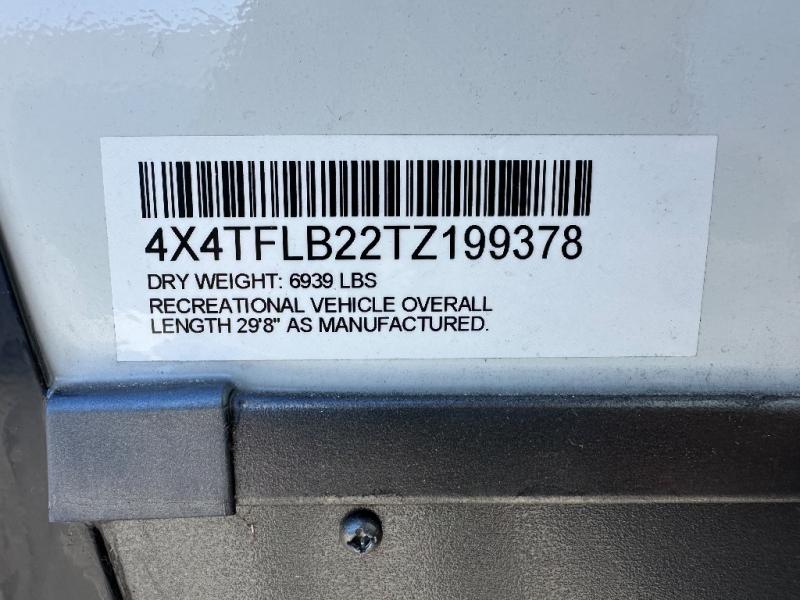 4X4TFLB22TZ199378
DRY WEIGHT: 6939 LBS
RECREATIONAL VEHICLE OVERALL
LENGTH 29'8" AS MANUFACTURED.